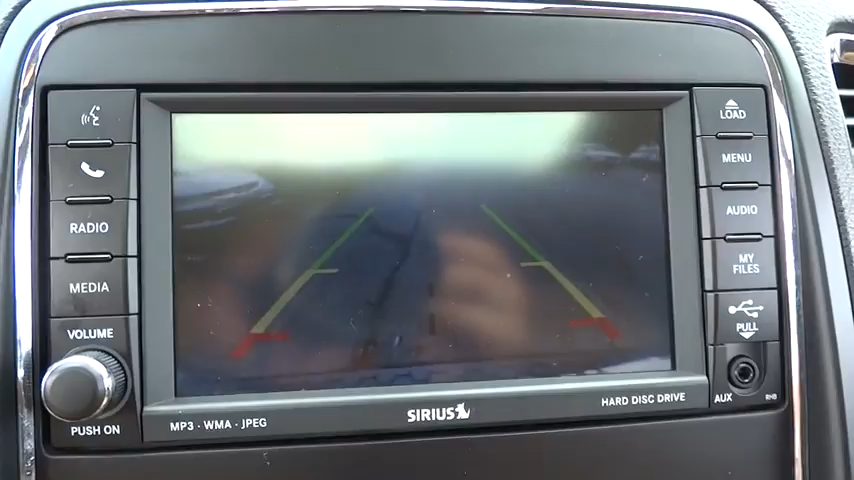 LOAD
MENU
RADIO
AUDIO
MEDIA
MY
FILES
VOLUME
PULL
PUSH ON
MP3 · WMA · JPEG
SIRIUS
HARD DISC DRIVE
AUX
RHB